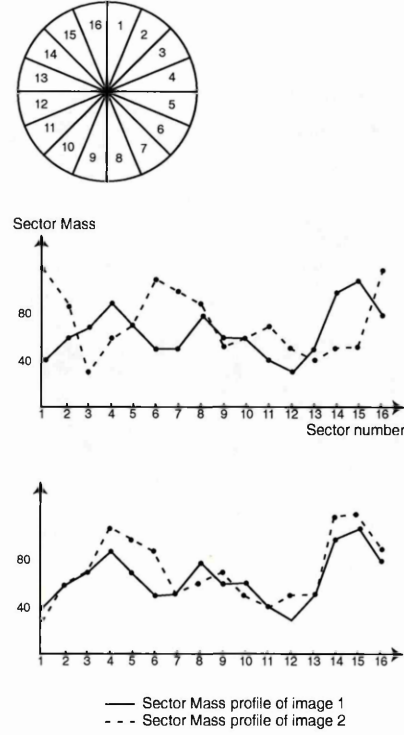 16 1
15 2
14 3
13 4
12 5
11 6
10 7
9 8
Sector Mass
80
40
1 2 3 4 5 6 7 8 9 10 11 12 13 14 15 16
Sector number
80
40
1 2 3 4 5 6 7 8 9 10 11 12 13 14 15 16
Sector Mass profile of image 1
Sector Mass profile of image 2